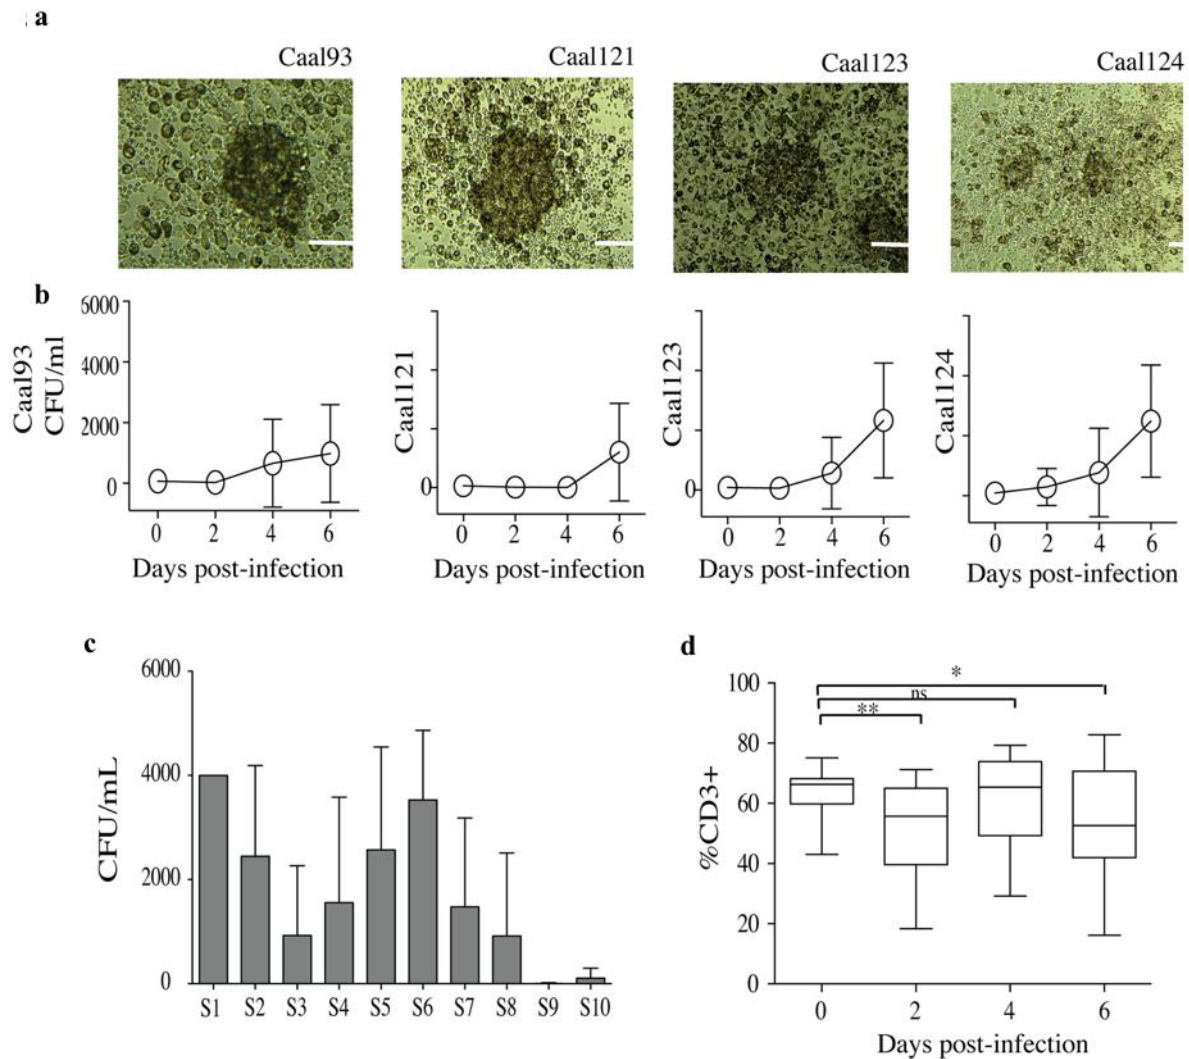 a
Caal93 Caal121 Caal123 Caal124
b
6000
4000
2000
0
Caal93
CFU/ml
0 2 4 6
Days post-infection
Caal121
0
0 2 4 6
Days post-infection
Caal123
0
0 2 4 6
Days post-infection
Caal124
0 2 4 6
Days post-infection
c
6000
4000
2000
0
CFU/mL
S1 S2 S3 S4 S5 S6 S7 S8 S9 S10
d
100
80
60
40
20
0
%CD3+
*
ns
**
0 2 4 6
Days post-infection